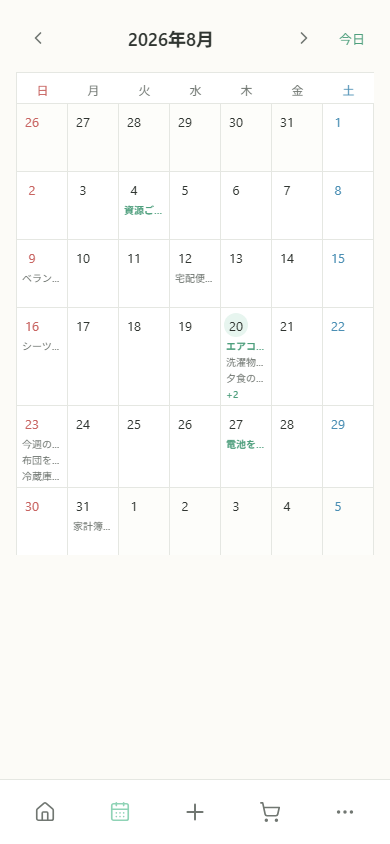 2026年8月
今日
日 月 火 水 木 金 土
26 27 28 29 30 31 1
2 3 4 5 6 7 8
資源ご...
9 10 11 12 13 14 15
ベラン... 宅配便...
16 17 18 19 20 21 22
シーツ... エアコ...
洗濯物...
夕食の...
+2
23 24 25 26 27 28 29
今週の... 電池を...
布団を...
冷蔵庫...
30 31 1 2 3 4 5
家計簿...